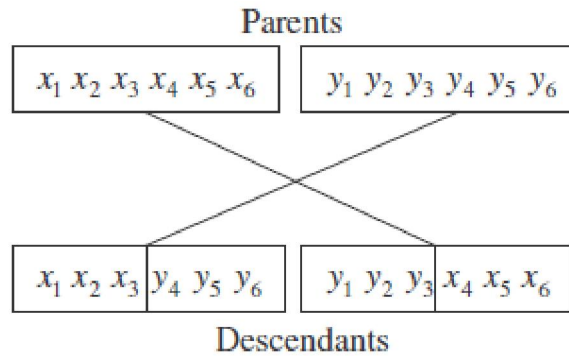 Parents
x₁ x₂ x₃ x₄ x₅ x₆ y₁ y₂ y₃ y₄ y₅ y₆
x₁ x₂ x₃ y₄ y₅ y₆ y₁ y₂ y₃ x₄ x₅ x₆
Descendants